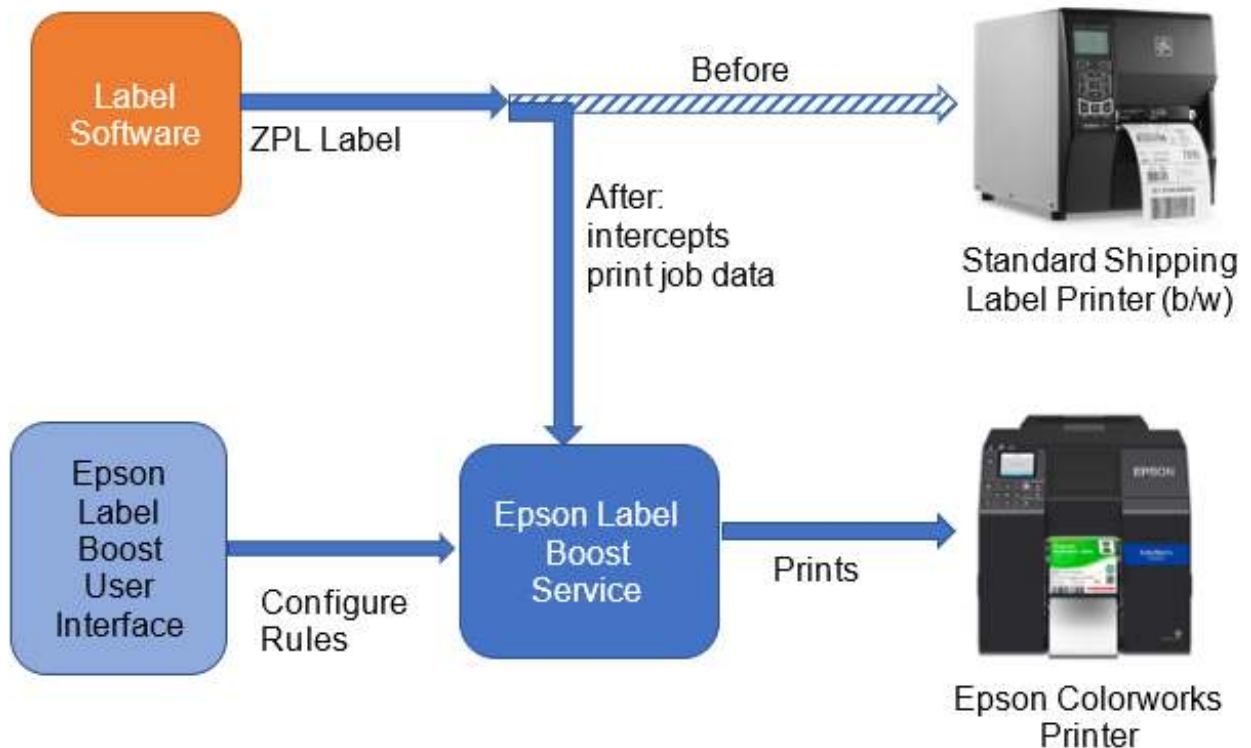 Label
Software
ZPL Label
Before
After:
intercepts
print job data
Standard Shipping
Label Printer (b/w)
Epson
Label
Boost
User
Interface
Configure
Rules
Epson Label
Boost
Service
Prints
EPSON
Epson Colorworks
Printer